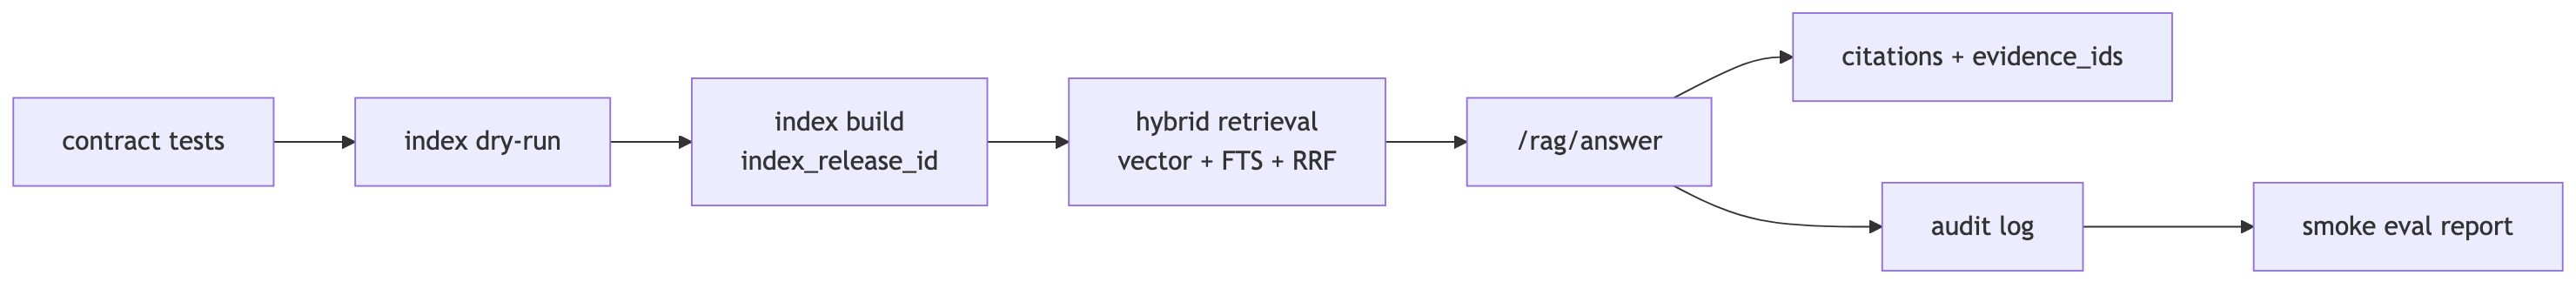 contract tests
index dry-run
index build
index_release_id
hybrid retrieval
vector + FTS + RRF
/rag/answer
citations + evidence_ids
audit log
smoke eval report